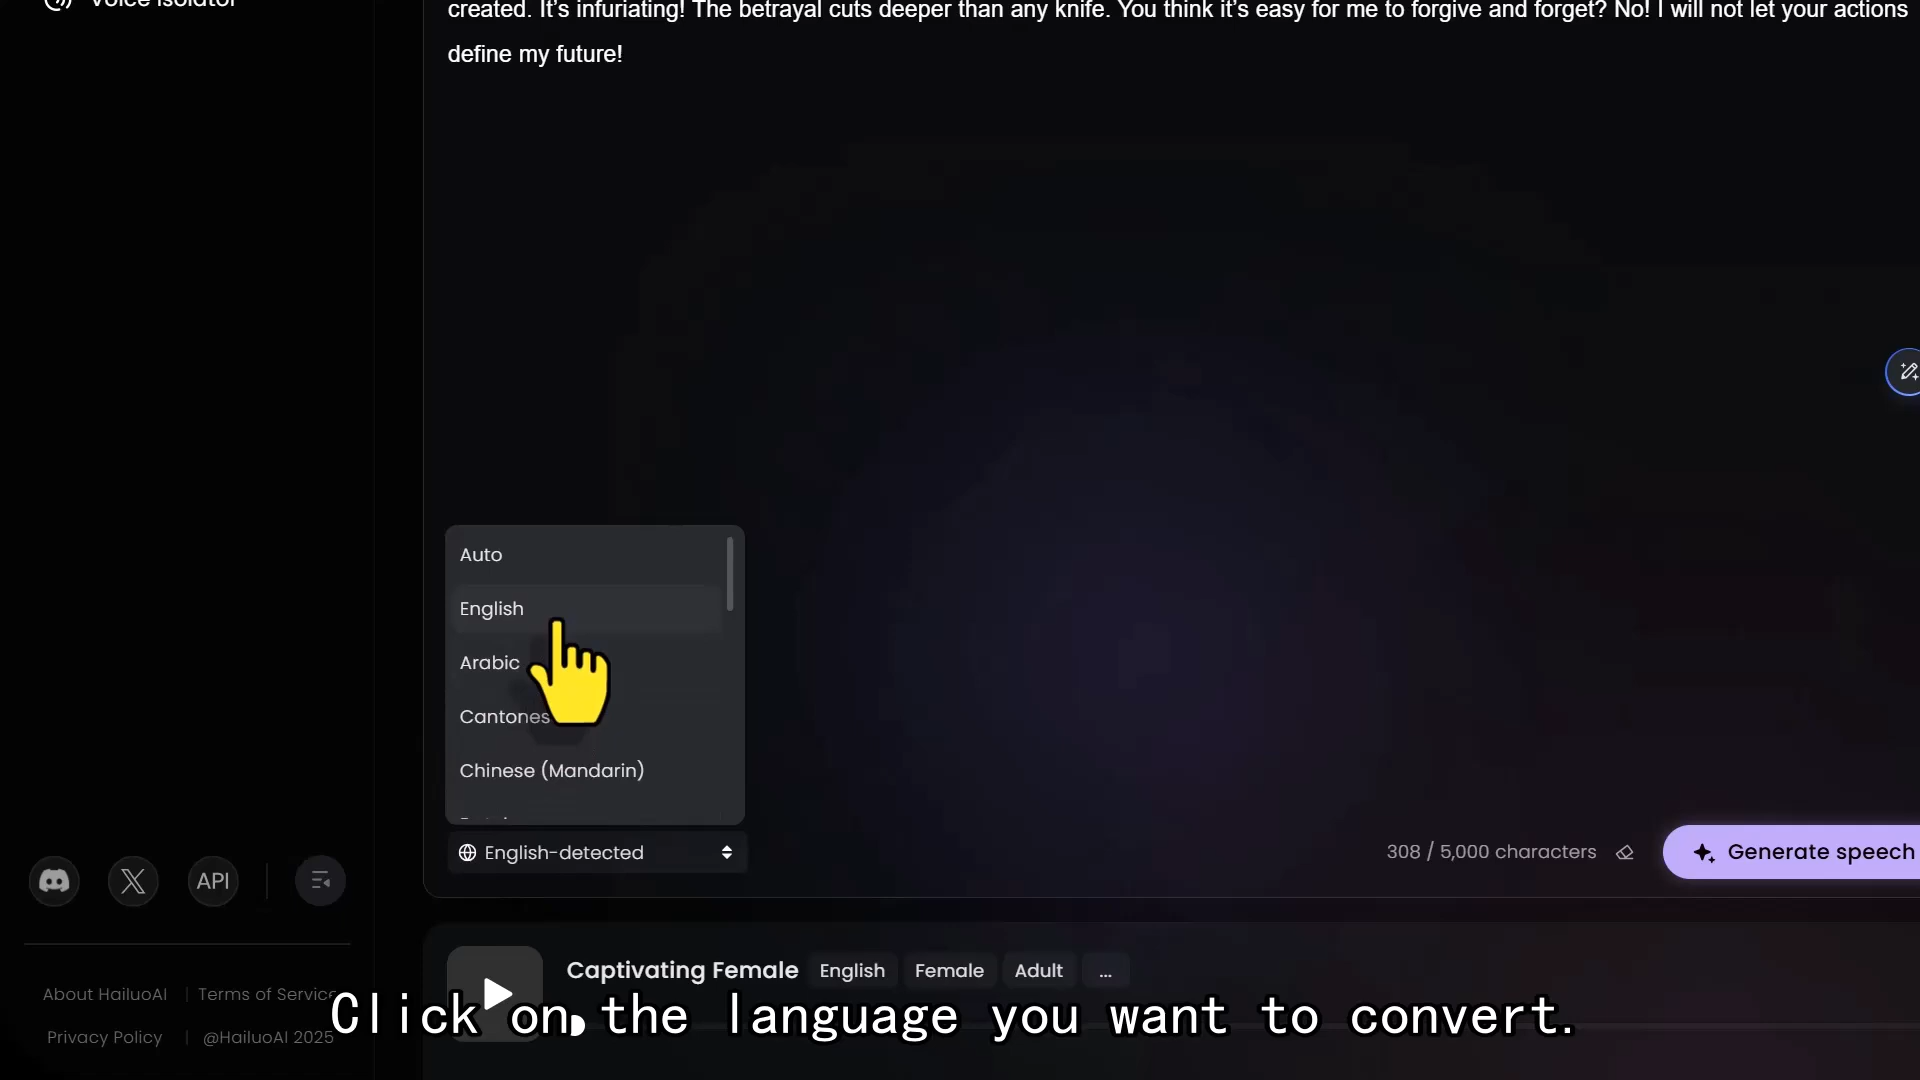 Voice Isolator
created. It's infuriating! The betrayal cuts deeper than any knife. You think it's easy for me to forgive and forget? No! I will not let your actions
define my future!
Auto
English
Arabic
Cantones
Chinese (Mandarin)
English-detected
308 / 5,000 characters
Generate speech
API
Captivating Female
English
Female
Adult
...
About HailuoAI | Terms of Service
Privacy Policy | @HailuoAI 2025
Click on the language you want to convert.